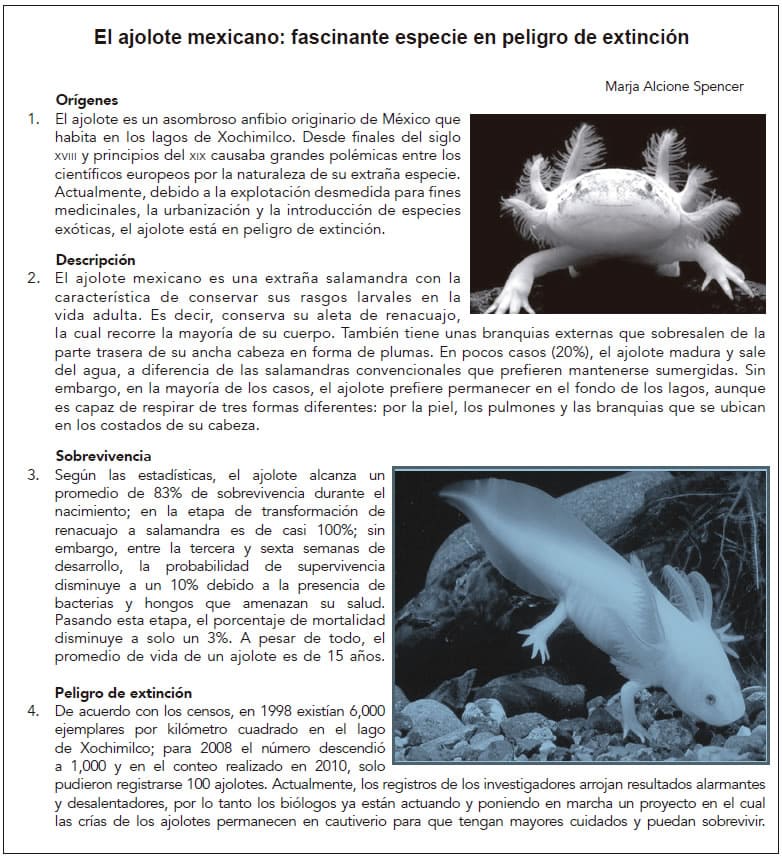 El ajolote mexicano: fascinante especie en peligro de extinción
Marja Alcione Spencer
Orígenes
1. El ajolote es un asombroso anfibio originario de México que
habita en los lagos de Xochimilco. Desde finales del siglo
XVIII y principios del XIX causaba grandes polémicas entre los
científicos europeos por la naturaleza de su extraña especie.
Actualmente, debido a la explotación desmedida para fines
medicinales, la urbanización y la introducción de especies
exóticas, el ajolote está en peligro de extinción.
Descripción
2. El ajolote mexicano es una extraña salamandra con la
característica de conservar sus rasgos larvales en la
vida adulta. Es decir, conserva su aleta de renacuajo,
la cual recorre la mayoría de su cuerpo. También tiene unas branquias externas que sobresalen de la
parte trasera de su ancha cabeza en forma de plumas. En pocos casos (20%), el ajolote madura y sale
del agua, a diferencia de las salamandras convencionales que prefieren mantenerse sumergidas. Sin
embargo, en la mayoría de los casos, el ajolote prefiere permanecer en el fondo de los lagos, aunque
es capaz de respirar de tres formas diferentes: por la piel, los pulmones y las branquias que se ubican
en los costados de su cabeza.
Sobrevivencia
3. Según las estadísticas, el ajolote alcanza un
promedio de 83% de sobrevivencia durante el
nacimiento; en la etapa de transformación de
renacuajo a salamandra es de casi 100%; sin
embargo, entre la tercera y sexta semanas de
desarrollo, la probabilidad de supervivencia
disminuye a un 10% debido a la presencia de
bacterias y hongos que amenazan su salud.
Pasando esta etapa, el porcentaje de mortalidad
disminuye a solo un 3%. A pesar de todo, el
promedio de vida de un ajolote es de 15 años.
Peligro de extinción
4. De acuerdo con los censos, en 1998 existían 6,000
ejemplares por kilómetro cuadrado en el lago
de Xochimilco; para 2008 el número descendió
a 1,000 y en el conteo realizado en 2010, solo
pudieron registrarse 100 ajolotes. Actualmente, los registros de los investigadores arrojan resultados alarmantes
y desalentadores, por lo tanto los biólogos ya están actuando y poniendo en marcha un proyecto en el cual
las crías de los ajolotes permanecen en cautiverio para que tengan mayores cuidados y puedan sobrevivir.